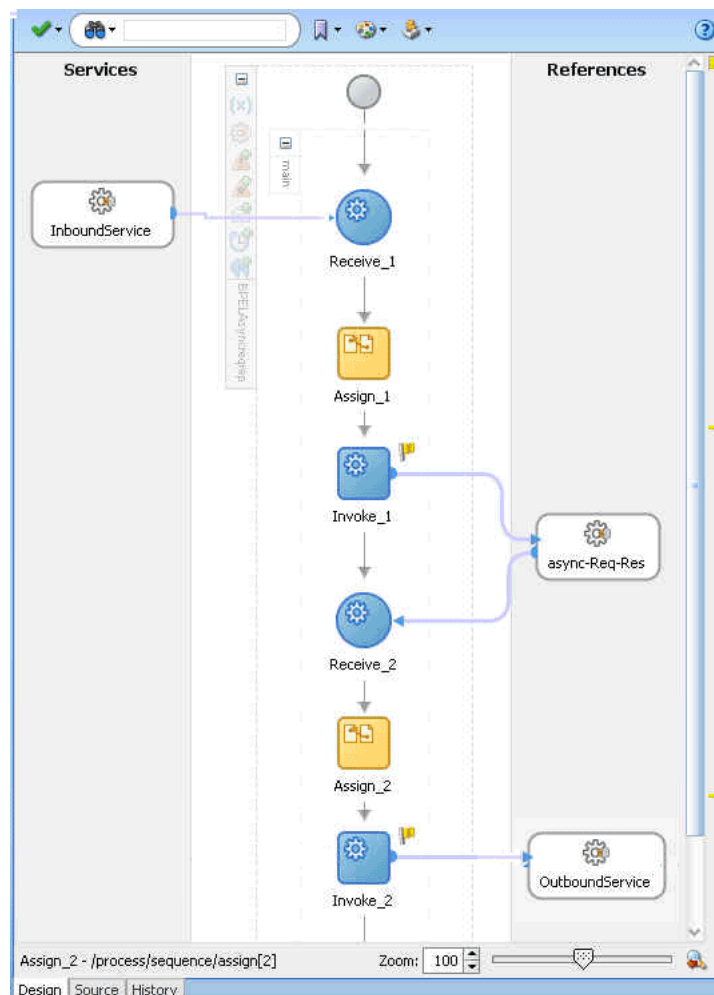 Services
References
(x)
main
InboundService
BPELAsyncreqrep
Receive_1
Assign_1
Invoke_1
async-Req-Res
Receive_2
Assign_2
Invoke_2
OutboundService
Assign_2 - /process/sequence/assign[2]
Zoom: 100
Design Source History